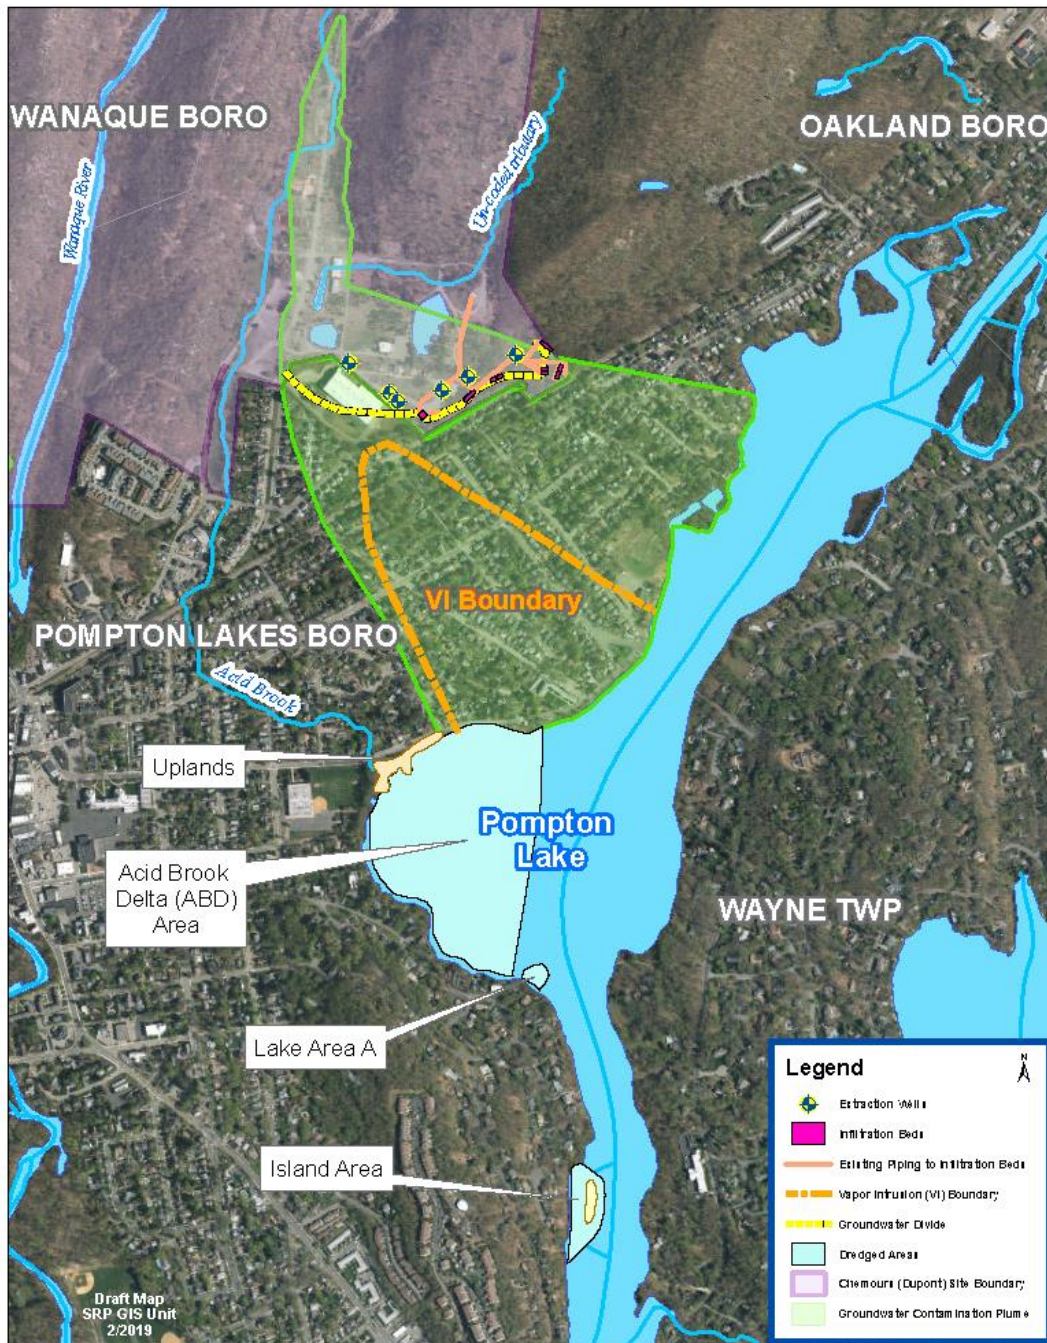 WANAQUE BORO
OAKLAND BORO
Wanaque River
Un-coded tributary
VI Boundary
POMPTON LAKES BORO
Acid Brook
Uplands
Pompton
Lake
Acid Brook
Delta (ABD)
Area
WAYNE TWP
Lake Area A
Island Area
Legend
N
Extraction Wells
Infiltration Beds
Existing Piping to Infiltration Beds
Vapor Intrusion (VI) Boundary
Groundwater Divide
Dredged Areas
Chemours (Dupont) Site Boundary
Groundwater Contamination Plume
Draft Map
SRP GIS Unit
2/2019